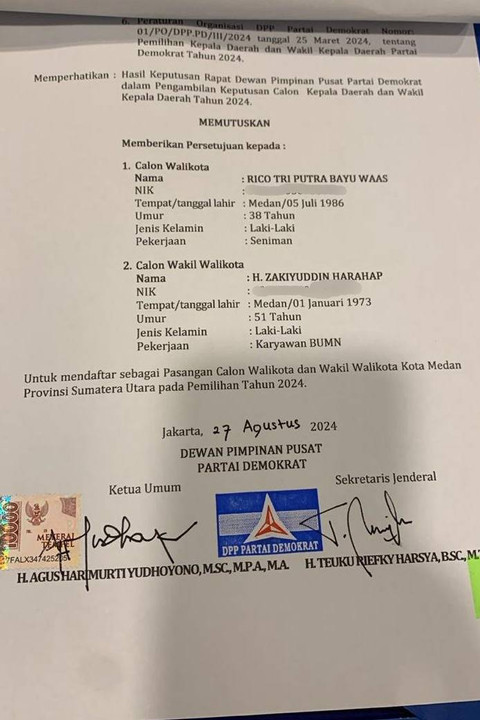 6. Peraturan Organisasi DPP Partai Demokrat Nomor:
01/PO/DPP.PD/III/2024 tanggal 25 Maret 2024, tentang
Pemilihan Kepala Daerah dan Wakil Kepala Daerah Partai
Demokrat Tahun 2024.
Memperhatikan : Hasil Keputusan Rapat Dewan Pimpinan Pusat Partai Demokrat
dalam Pengambilan Keputusan Calon Kepala Daerah dan Wakil
Kepala Daerah Tahun 2024.
MEMUTUSKAN
Memberikan Persetujuan kepada :
1. Calon Walikota
Nama : RICO TRI PUTRA BAYU WAAS
NIK :
Tempat/tanggal lahir : Medan/05 Juli 1986
Umur : 38 Tahun
Jenis Kelamin : Laki-Laki
Pekerjaan : Seniman
2. Calon Wakil Walikota
Nama : H. ZAKIYUDDIN HARAHAP
NIK :
Tempat/tanggal lahir : Medan/01 Januari 1973
Umur : 51 Tahun
Jenis Kelamin : Laki-Laki
Pekerjaan : Karyawan BUMN
Untuk mendaftar sebagai Pasangan Calon Walikota dan Wakil Walikota Kota Medan
Provinsi Sumatera Utara pada Pemilihan Tahun 2024.
Jakarta, 27 Agustus 2024
DEWAN PIMPINAN PUSAT
PARTAI DEMOKRAT
Ketua Umum
Sekretaris Jenderal
10000
TEMPEL
DPP PARTAI DEMOKRAT
H. AGUS HARIMURTI YUDHOYONO, M.SC., M.P.A., M.A.
H. TEUKU RIEFKY HARSYA, B.SC., M.T